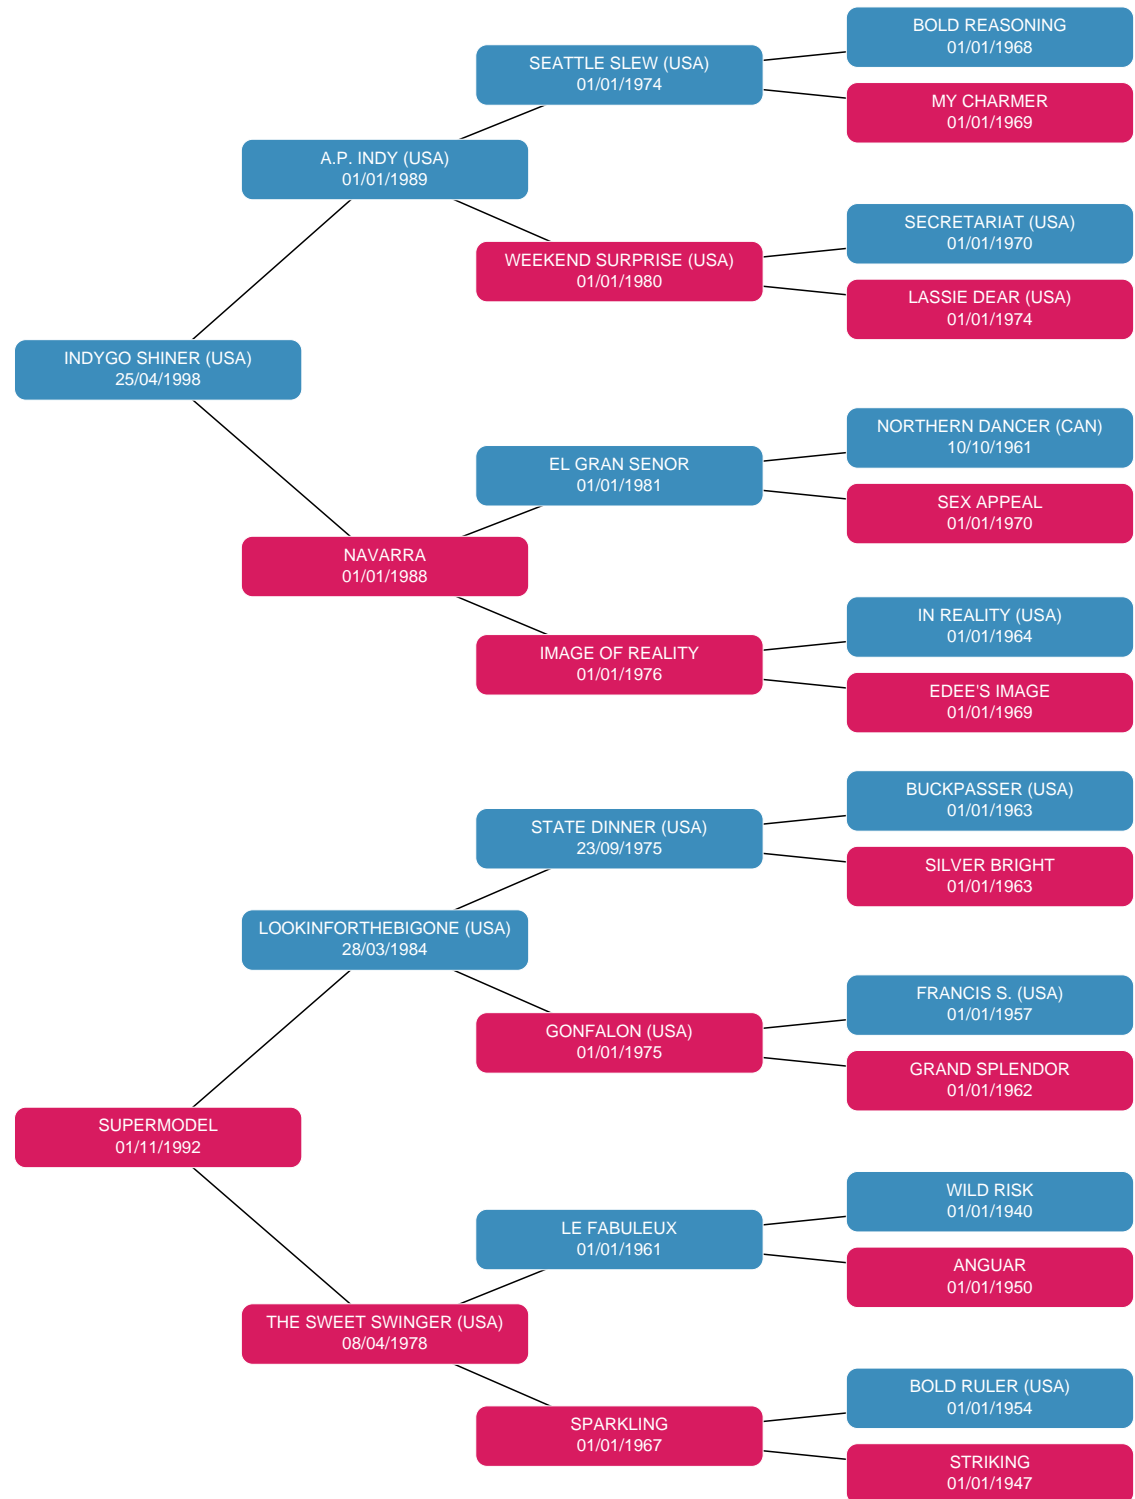 BOLD REASONING
01/01/1968
SEATTLE SLEW (USA)
01/01/1974
MY CHARMER
01/01/1969
A.P. INDY (USA)
01/01/1989
SECRETARIAT (USA)
01/01/1970
WEEKEND SURPRISE (USA)
01/01/1980
LASSIE DEAR (USA)
01/01/1974
INDYGO SHINER (USA)
25/04/1998
NORTHERN DANCER (CAN)
10/10/1961
EL GRAN SENOR
01/01/1981
SEX APPEAL
01/01/1970
NAVARRA
01/01/1988
IN REALITY (USA)
01/01/1964
IMAGE OF REALITY
01/01/1976
EDEE'S IMAGE
01/01/1969
BUCKPASSER (USA)
01/01/1963
STATE DINNER (USA)
23/09/1975
SILVER BRIGHT
01/01/1963
LOOKINFORTHEBIGONE (USA)
28/03/1984
FRANCIS S. (USA)
01/01/1957
GONFALON (USA)
01/01/1975
GRAND SPLENDOR
01/01/1962
SUPERMODEL
01/11/1992
WILD RISK
01/01/1940
LE FABULEUX
01/01/1961
ANGUAR
01/01/1950
THE SWEET SWINGER (USA)
08/04/1978
BOLD RULER (USA)
01/01/1954
SPARKLING
01/01/1967
STRIKING
01/01/1947